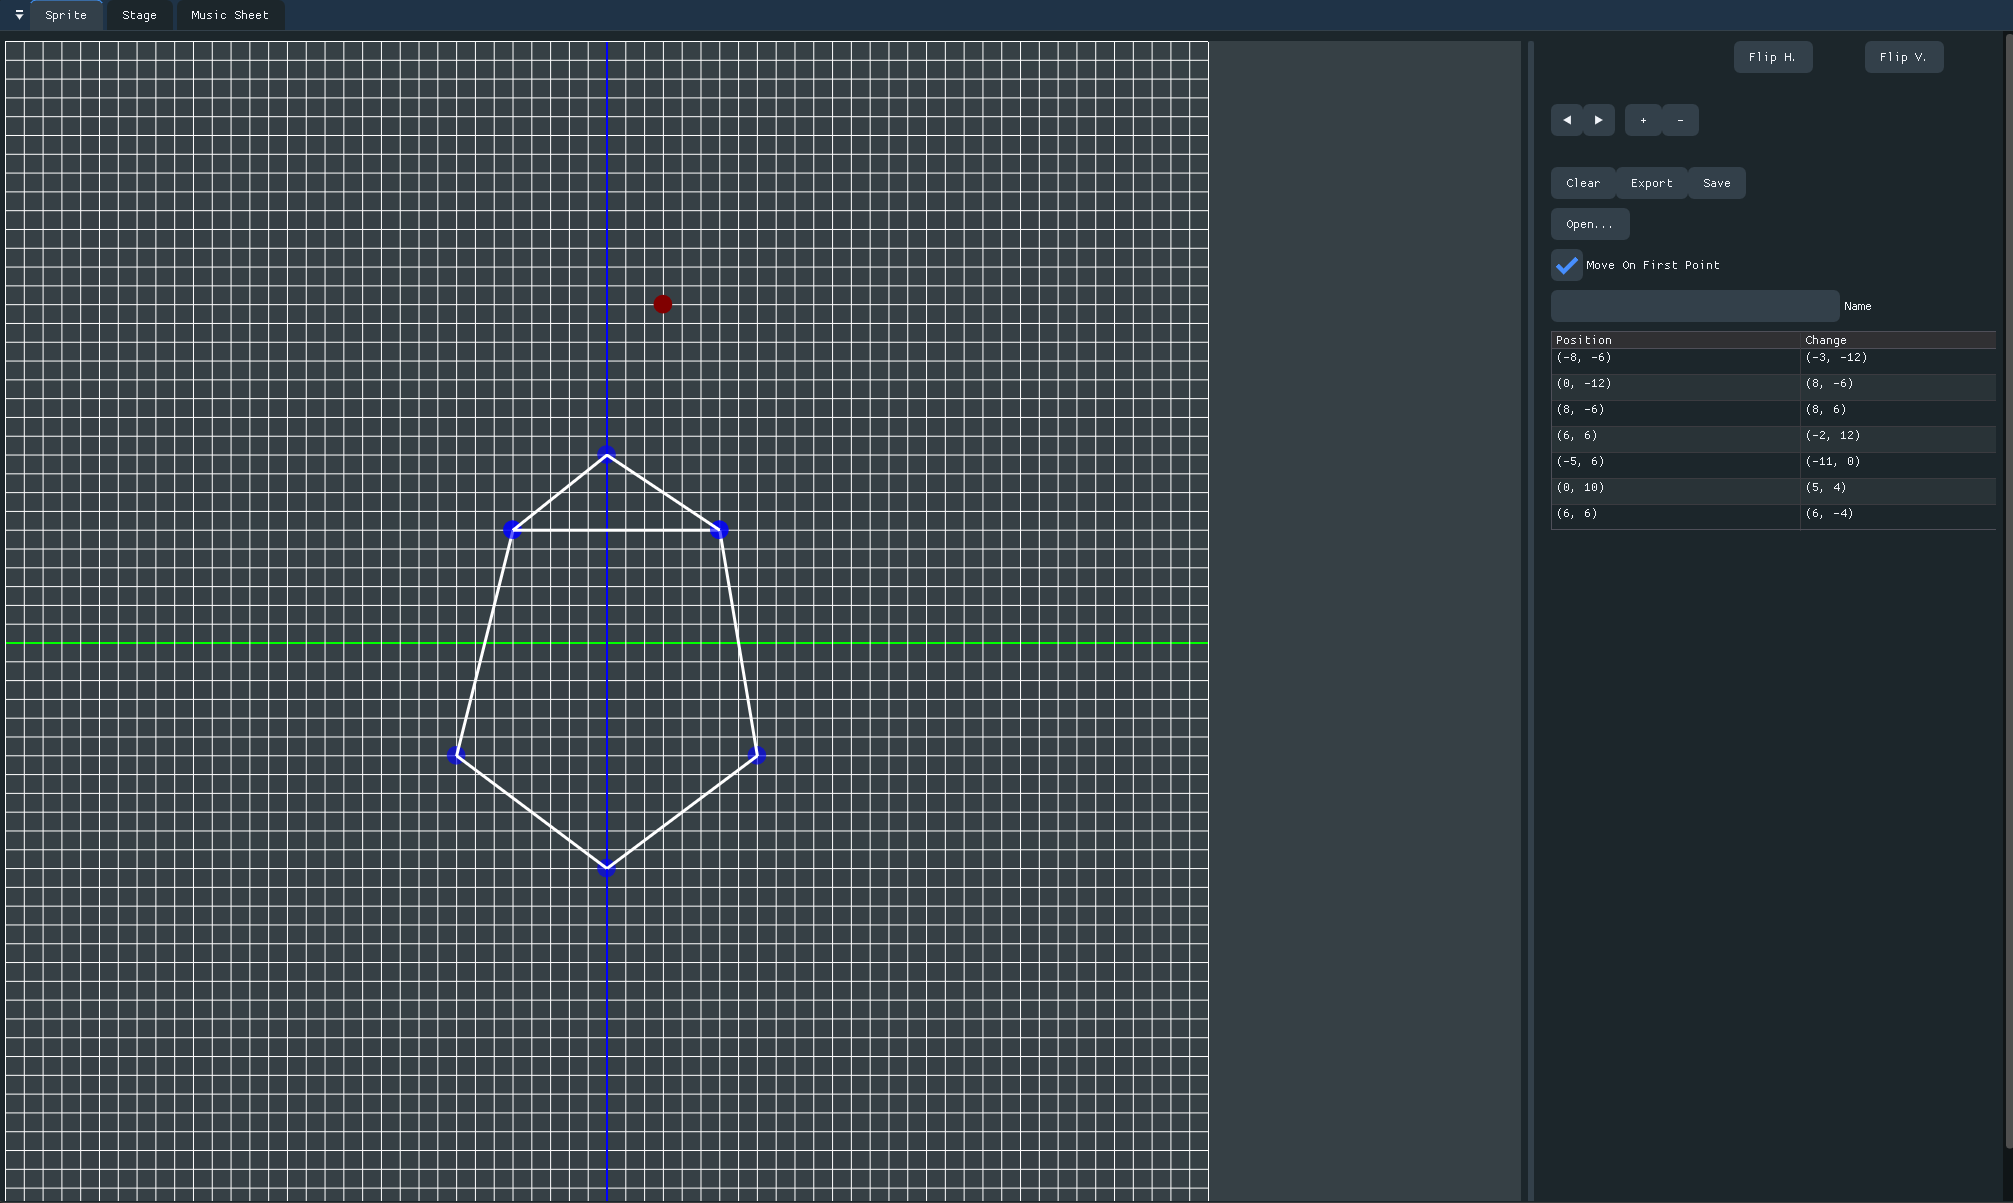 Sprite Stage Music Sheet
Flip H. Flip V.
+ -
Clear Export Save
Open...
Move On First Point
Name
Position Change
(-8, -6) (-3, -12)
(0, -12) (8, -6)
(8, -6) (8, 6)
(6, 6) (-2, 12)
(-5, 6) (-11, 0)
(0, 10) (5, 4)
(6, 6) (6, -4)